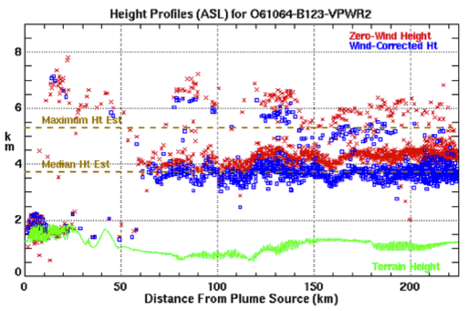 Height Profiles (ASL) for O61064-B123-VPWR2
Zero-Wind Height
Wind-Corrected Ht
8
6
Maximum Ht Est
km
4
Median Ht Est
2
Terrain Height
0
0 50 100 150 200
Distance From Plume Source (km)